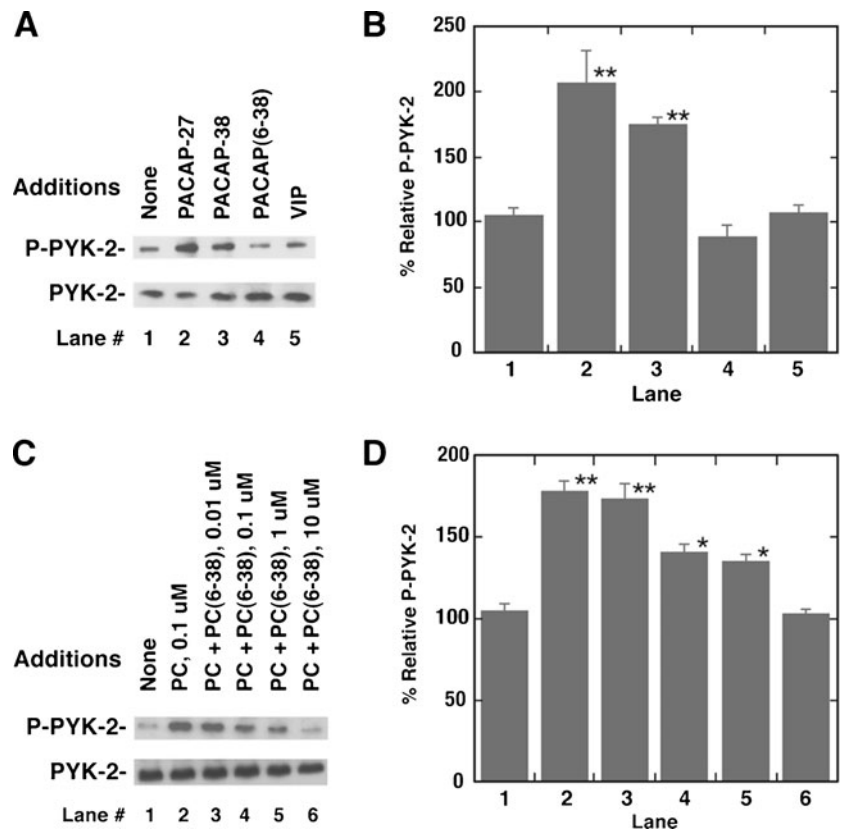 A
Additions
None
PACAP-27
PACAP-38
PACAP(6-38)
VIP
P-PYK-2-
PYK-2-
Lane # 1 2 3 4 5
B
% Relative P-PYK-2
250
200
150
100
50
0
**
**
1 2 3 4 5
Lane
C
Additions
None
PC, 0.1 uM
PC + PC(6-38), 0.01 uM
PC + PC(6-38), 0.1 uM
PC + PC(6-38), 1 uM
PC + PC(6-38), 10 uM
P-PYK-2-
PYK-2-
Lane # 1 2 3 4 5 6
D
% Relative P-PYK-2
200
150
100
50
0
**
**
*
*
1 2 3 4 5 6
Lane